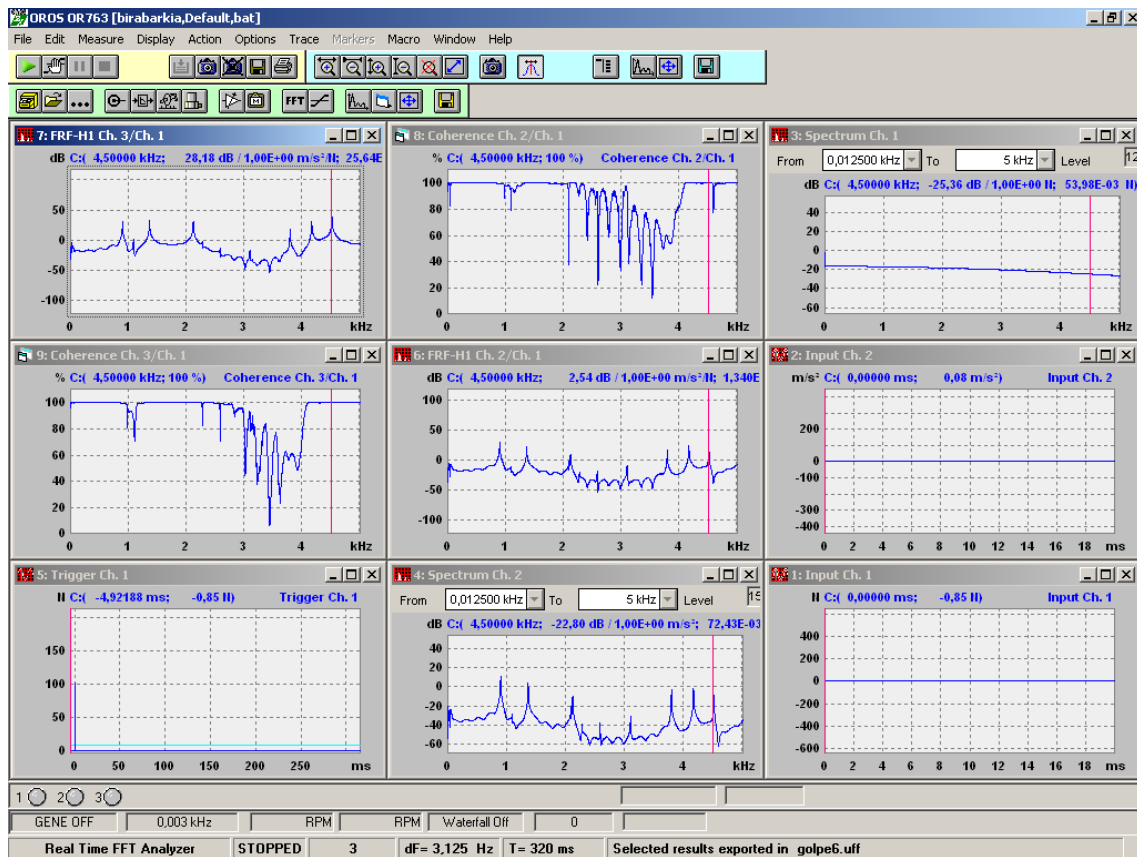 OROS OR763 [birabarkia,Default,bat]
File Edit Measure Display Action Options Trace Markers Macro Window Help
FFT
7: FRF-H1 Ch. 3/Ch. 1
dB C:( 4,50000 kHz; 28,18 dB / 1,00E+00 m/s²/N; 25,64E
50
0
-50
-100
0 1 2 3 4 kHz
8: Coherence Ch. 2/Ch. 1
% C:( 4,50000 kHz; 100 %) Coherence Ch. 2/Ch. 1
100
80
60
40
20
0
0 1 2 3 4 kHz
3: Spectrum Ch. 1
From 0,012500 kHz To 5 kHz Level 12
dB C:( 4,50000 kHz; -25,36 dB / 1,00E+00 N; 53,98E-03 N)
40
20
0
-20
-40
-60
0 1 2 3 4 kHz
9: Coherence Ch. 3/Ch. 1
% C:( 4,50000 kHz; 100 %) Coherence Ch. 3/Ch. 1
100
80
60
40
20
0
0 1 2 3 4 kHz
6: FRF-H1 Ch. 2/Ch. 1
dB C:( 4,50000 kHz; 2,54 dB / 1,00E+00 m/s²/N; 1,340E
100
50
0
-50
-100
0 1 2 3 4 kHz
2: Input Ch. 2
m/s² C:( 0,00000 ms; 0,08 m/s²) Input Ch. 2
200
0
-100
-300
-400
0 2 4 6 8 10 12 14 16 18 ms
5: Trigger Ch. 1
N C:( -4,92188 ms; -0,85 N) Trigger Ch. 1
150
100
50
0
0 50 100 150 200 250 ms
4: Spectrum Ch. 2
From 0,012500 kHz To 5 kHz Level 15
dB C:( 4,50000 kHz; -22,80 dB / 1,00E+00 m/s²; 72,43E-03
40
20
0
-20
-40
-60
0 1 2 3 4 kHz
1: Input Ch. 1
N C:( 0,00000 ms; -0,85 N) Input Ch. 1
400
200
0
-200
-400
-600
0 2 4 6 8 10 12 14 16 18 ms
1 2 3
GENE OFF 0,003 kHz RPM RPM Waterfall Off 0
Real Time FFT Analyzer STOPPED 3 dF= 3,125 Hz T= 320 ms Selected results exported in golpe6.uff